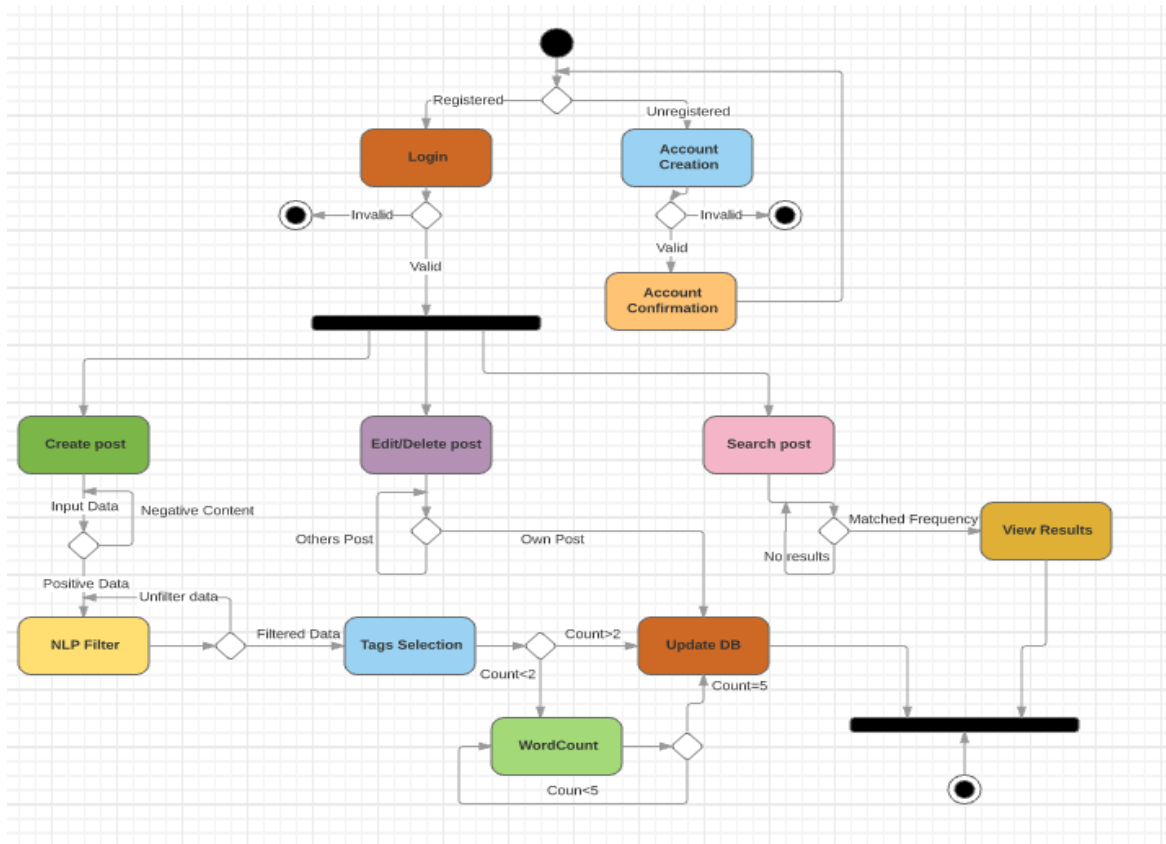 Registered
Unregistered
Login
Account
Creation
Invalid
Invalid
Valid
Valid
Account
Confirmation
Create post
Edit/Delete post
Search post
Input Data
Negative Content
Others Post
Own Post
Matched Frequency
View Results
No results
Positive Data
Unfilter data
NLP Filter
Filtered Data
Tags Selection
Count>2
Update DB
Count<2
Count=5
WordCount
Coun<5